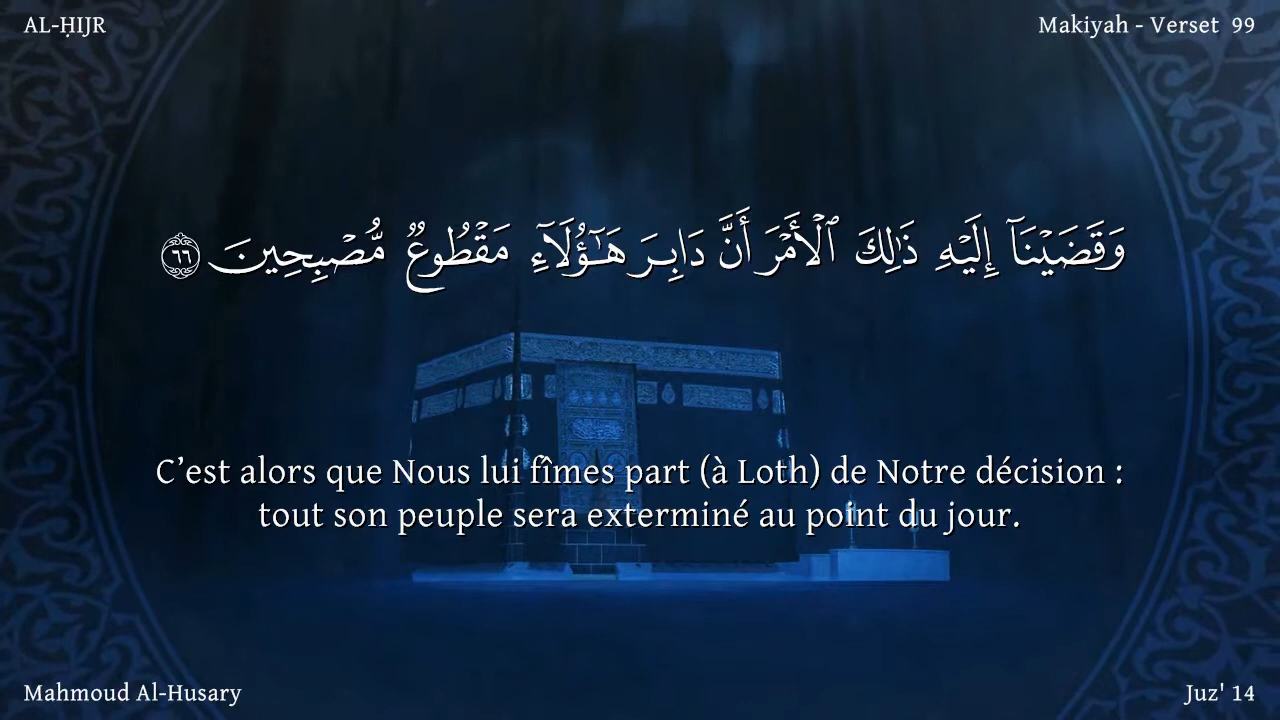 AL-ḤIJR
Makiyah - Verset 99
وَقَضَيْنَآ إِلَيْهِ ذَٰلِكَ ٱلْأَمْرَ أَنَّ دَابِرَ هَـٰٓؤُلَآءِ مَقْطُوعٌ مُّصْبِحِينَ ٦٦
C’est alors que Nous lui fîmes part (à Loth) de Notre décision :
tout son peuple sera exterminé au point du jour.
Mahmoud Al-Husary
Juz' 14